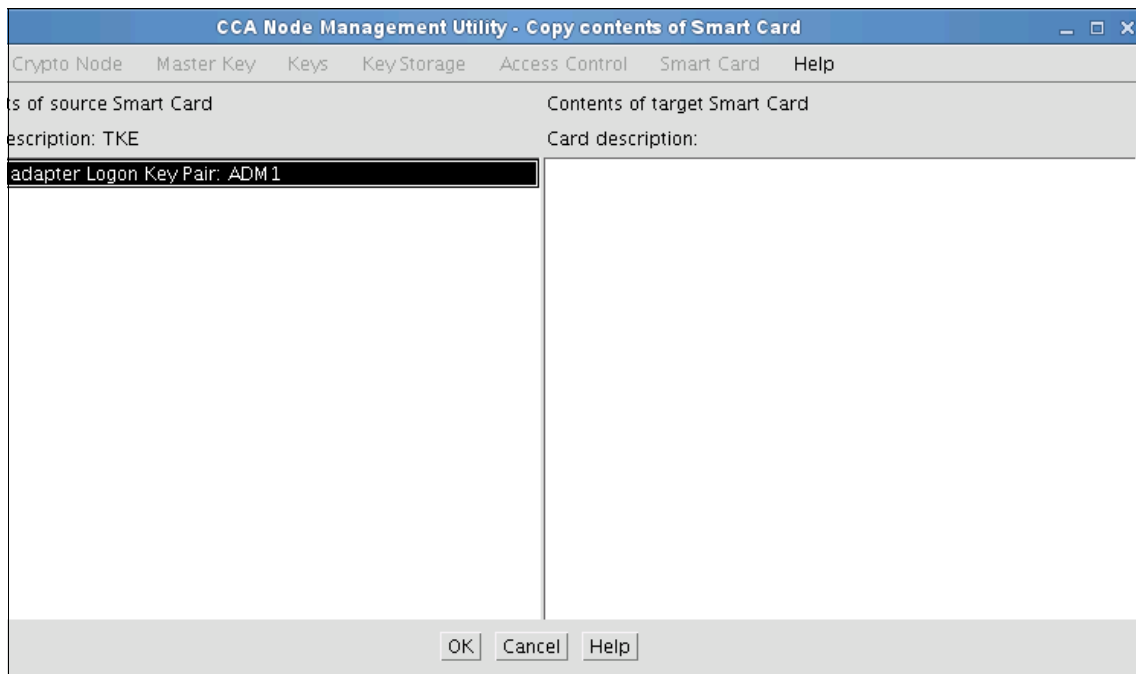 CCA Node Management Utility - Copy contents of Smart Card
Crypto Node Master Key Keys Key Storage Access Control Smart Card Help
ts of source Smart Card Contents of target Smart Card
escription: TKE Card description:
adapter Logon Key Pair: ADM1
OK Cancel Help